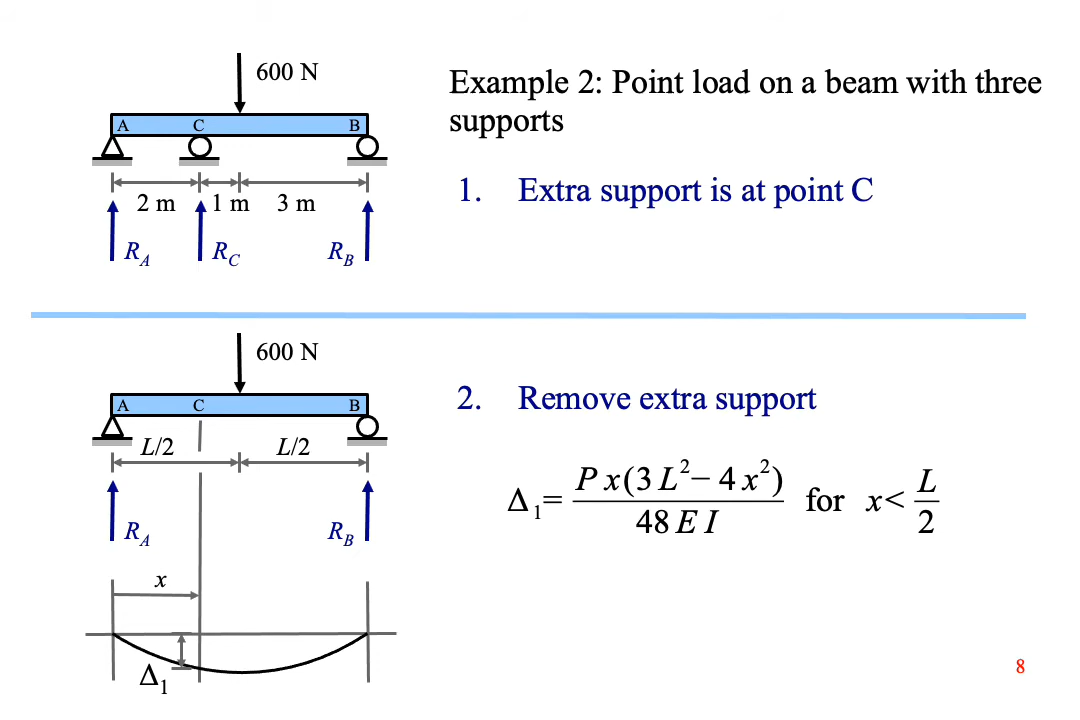 600 N
A C B
2 m 1 m 3 m
R_A R_C R_B
Example 2: Point load on a beam with three
supports
1. Extra support is at point C
600 N
A C B
L/2 L/2
R_A R_B
x
Δ₁
2. Remove extra support
Δ₁= P x(3 L²– 4 x²) / 48 E I for x< L/2
8